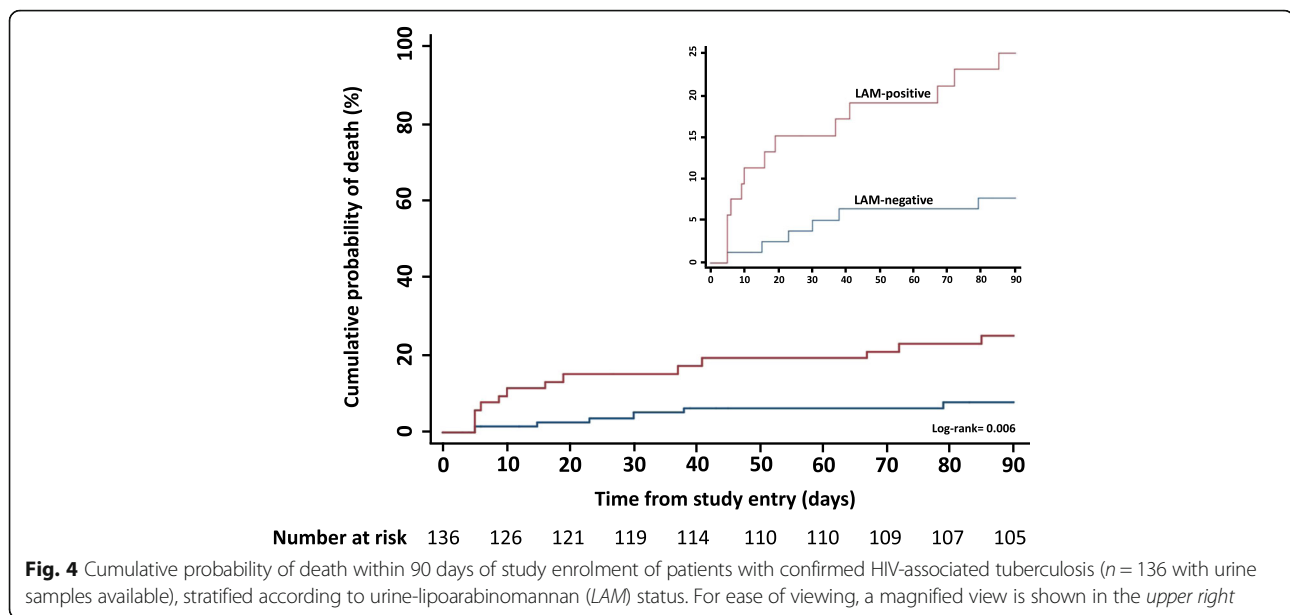 Cumulative probability of death (%)
100
80
60
40
20
0
25
20
15
10
5
0
LAM-positive
LAM-negative
0 10 20 30 40 50 60 70 80 90
Log-rank= 0.006
0 10 20 30 40 50 60 70 80 90
Time from study entry (days)
Number at risk 136 126 121 119 114 110 110 109 107 105
Fig. 4 Cumulative probability of death within 90 days of study enrolment of patients with confirmed HIV-associated tuberculosis (n = 136 with urine
samples available), stratified according to urine-lipoarabinomannan (LAM) status. For ease of viewing, a magnified view is shown in the upper right